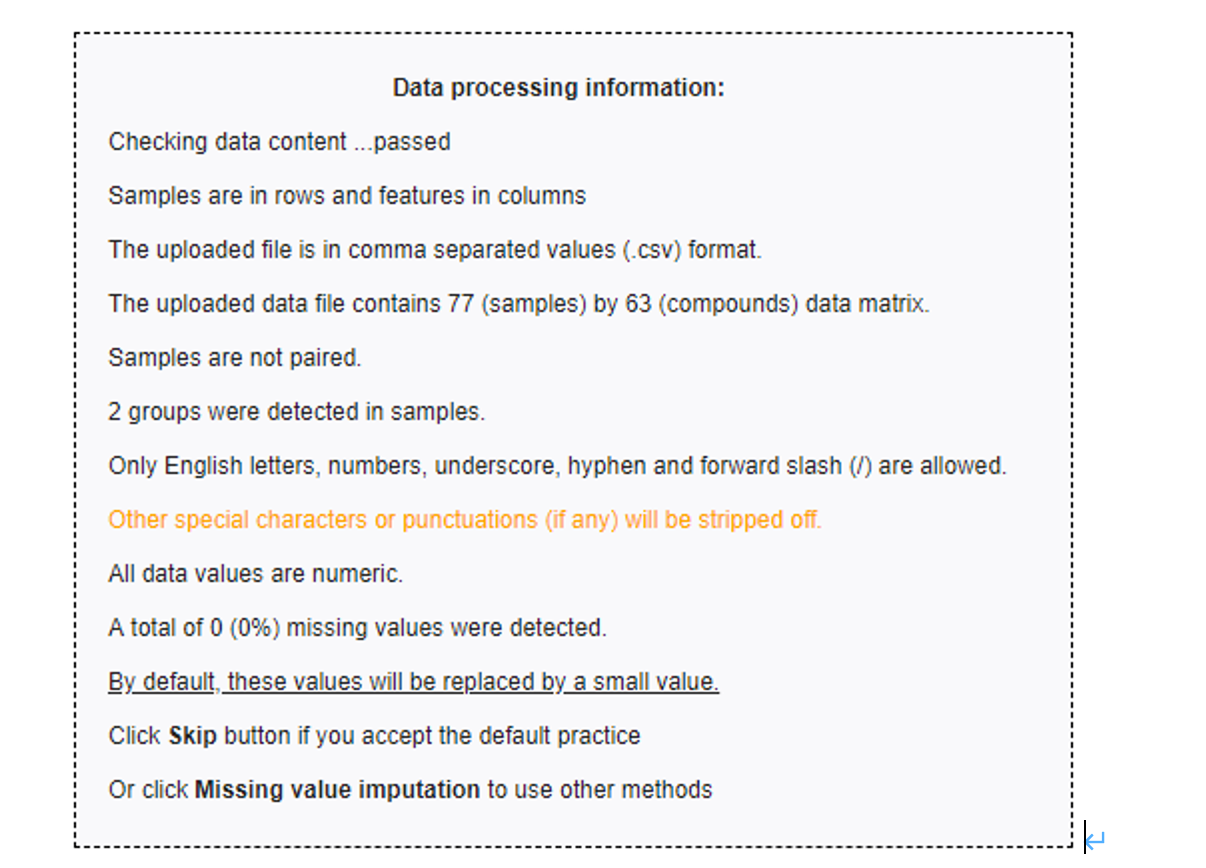 Data processing information:
Checking data content ...passed
Samples are in rows and features in columns
The uploaded file is in comma separated values (.csv) format.
The uploaded data file contains 77 (samples) by 63 (compounds) data matrix.
Samples are not paired.
2 groups were detected in samples.
Only English letters, numbers, underscore, hyphen and forward slash (/) are allowed.
Other special characters or punctuations (if any) will be stripped off.
All data values are numeric.
A total of 0 (0%) missing values were detected.
By default, these values will be replaced by a small value.
Click Skip button if you accept the default practice
Or click Missing value imputation to use other methods